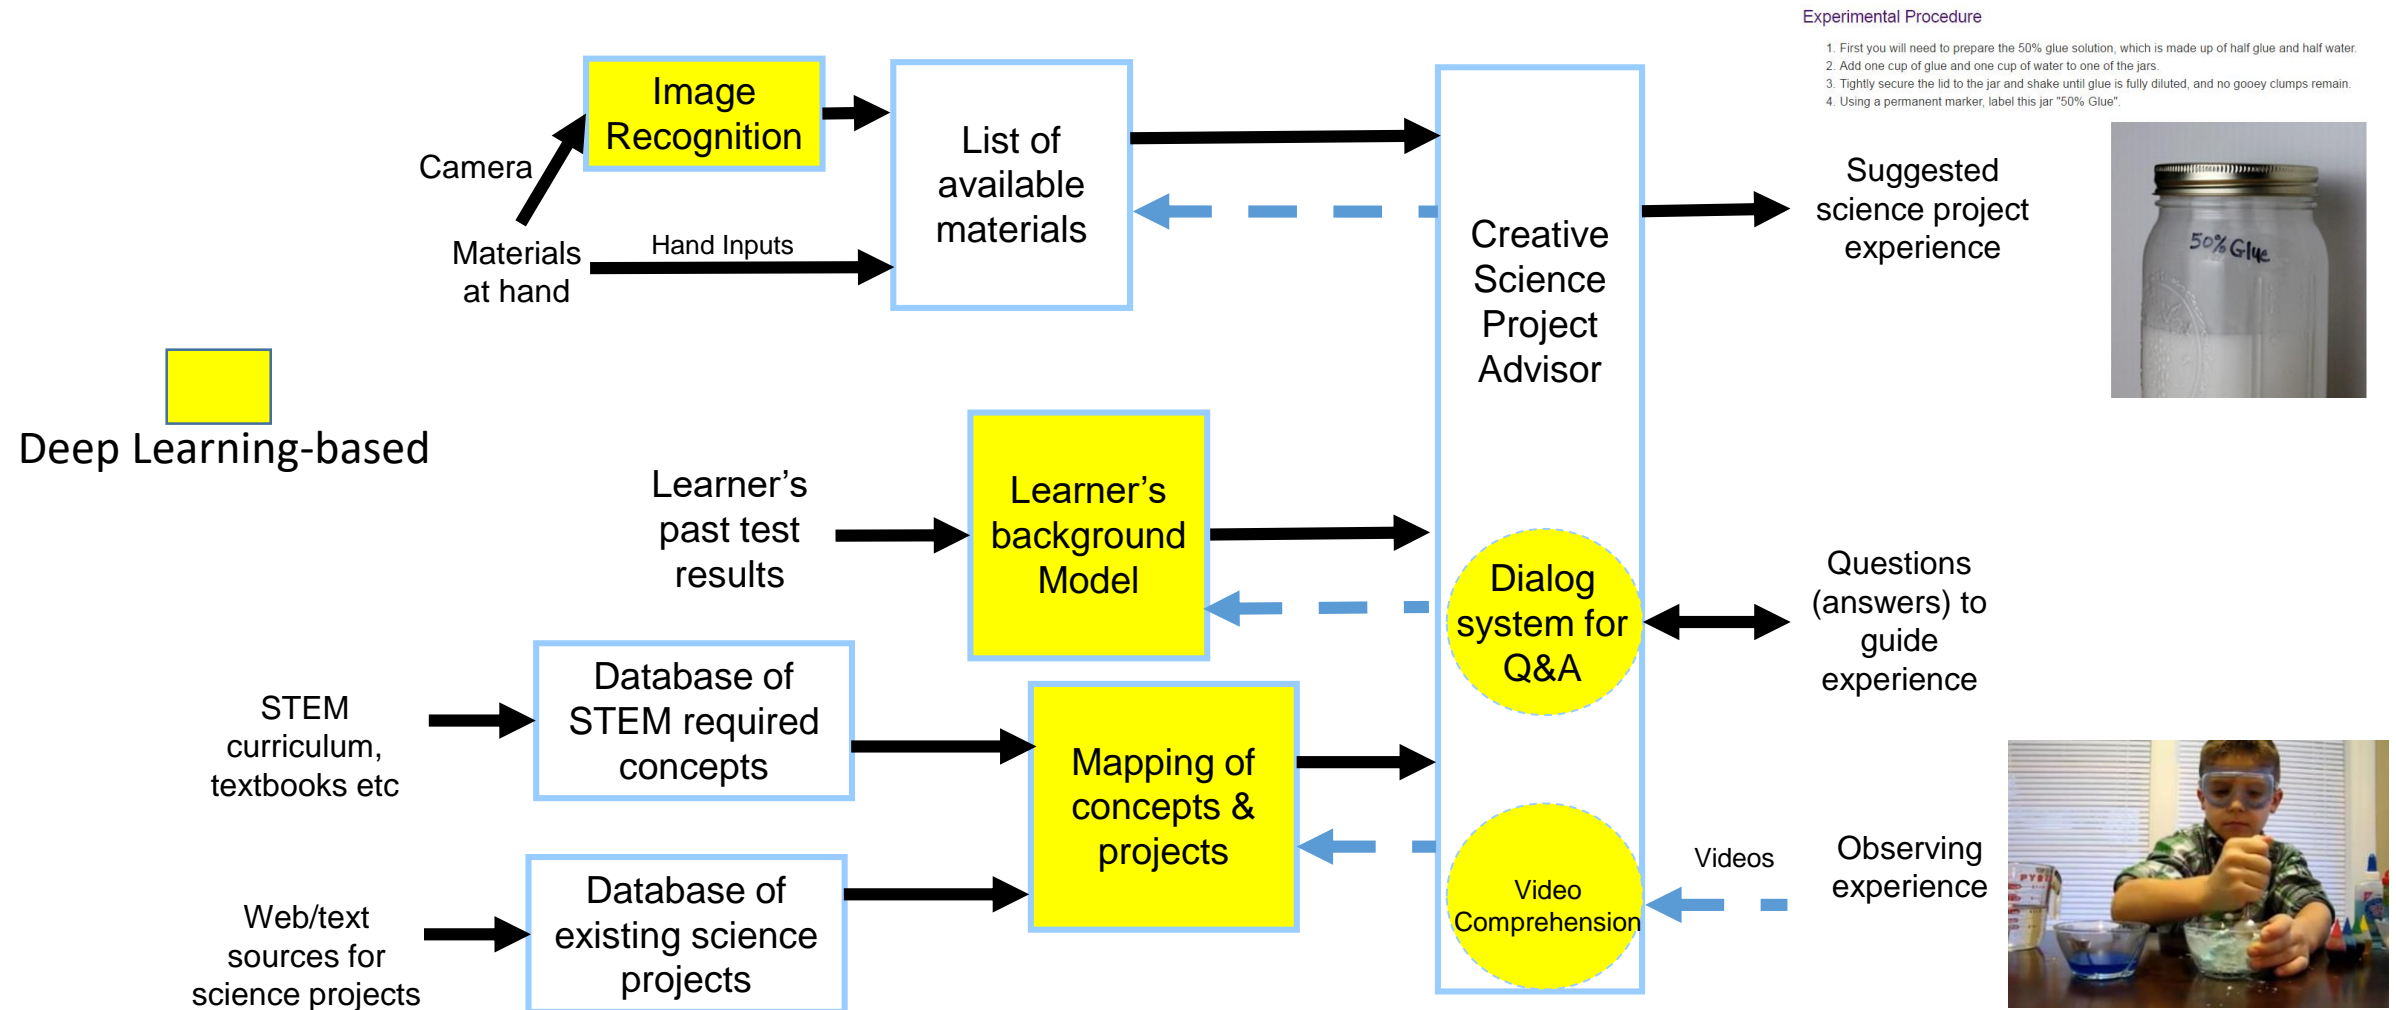 Experimental Procedure
1. First you will need to prepare the 50% glue solution, which is made up of half glue and half water.
2. Add one cup of glue and one cup of water to one of the jars.
3. Tightly secure the lid to the jar and shake until glue is fully diluted, and no gooey clumps remain.
4. Using a permanent marker, label this jar "50% Glue".
Image
Recognition
Camera
Materials
at hand
Hand Inputs
List of
available
materials
Creative
Science
Project
Advisor
Suggested
science project
experience
50% Glue
Deep Learning-based
Learner’s
past test
results
Learner’s
background
Model
Dialog
system for
Q&A
Questions
(answers) to
guide
experience
STEM
curriculum,
textbooks etc
Database of
STEM required
concepts
Mapping of
concepts &
projects
Web/text
sources for
science projects
Database of
existing science
projects
Video
Comprehension
Videos
Observing
experience